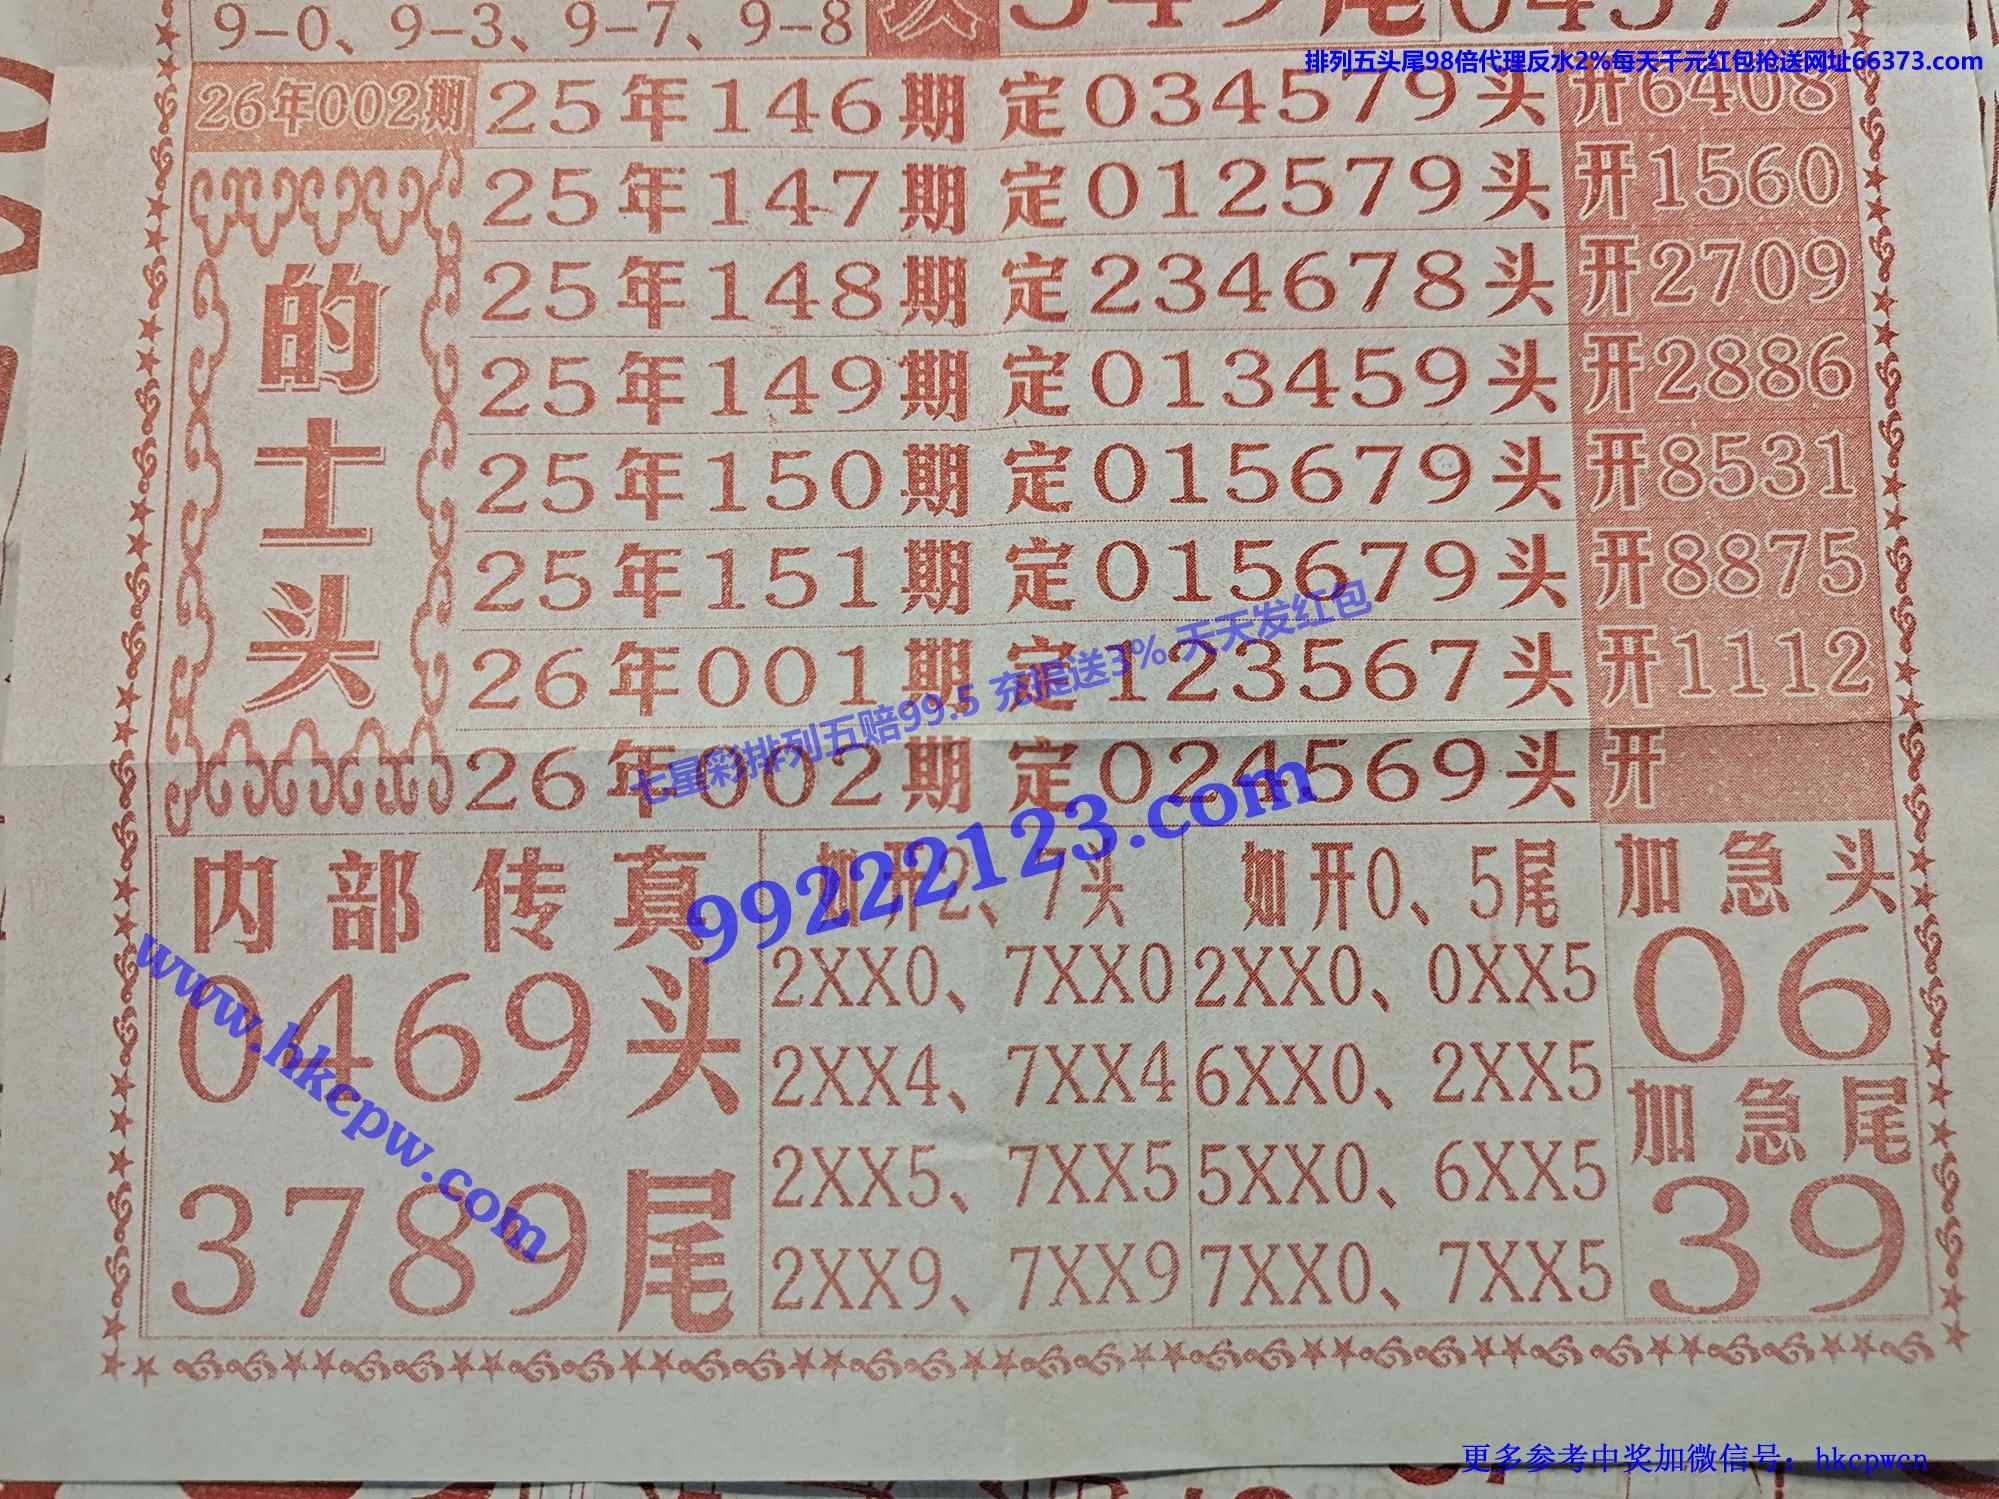 9-0、9-3、9-7、9-8
排列五头尾98倍代理反水2%每天千元红包抢送网址66373.com
26年002期
的士头
25年146期 定034579头 开6408
25年147期 定012579头 开1560
25年148期 定234678头 开2709
25年149期 定013459头 开2886
25年150期 定015679头 开8531
25年151期 定015679头 开8875
26年001期 定123567头 开1112
26年002期 定024569头 开
七星彩排列五赔99.5 充提送3% 天天发红包
99222123.com
www.hkcpw.com
内部传真
0469头
3789尾
如开2、7头
2XX0、7XX0
2XX4、7XX4
2XX5、7XX5
2XX9、7XX9
如开0、5尾
2XX0、0XX5
6XX0、2XX5
5XX0、6XX5
7XX0、7XX5
加急头
06
加急尾
39
更多参考中奖加微信号：hkcpwcn